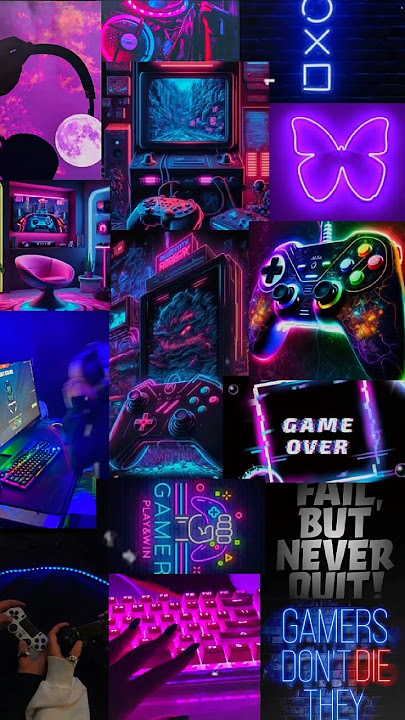 GAME
OVER
GAMER
PLAY&WIN
FAIL,
BUT
NEVER
QUIT!
GAMERS
DON'T DIE
THEY